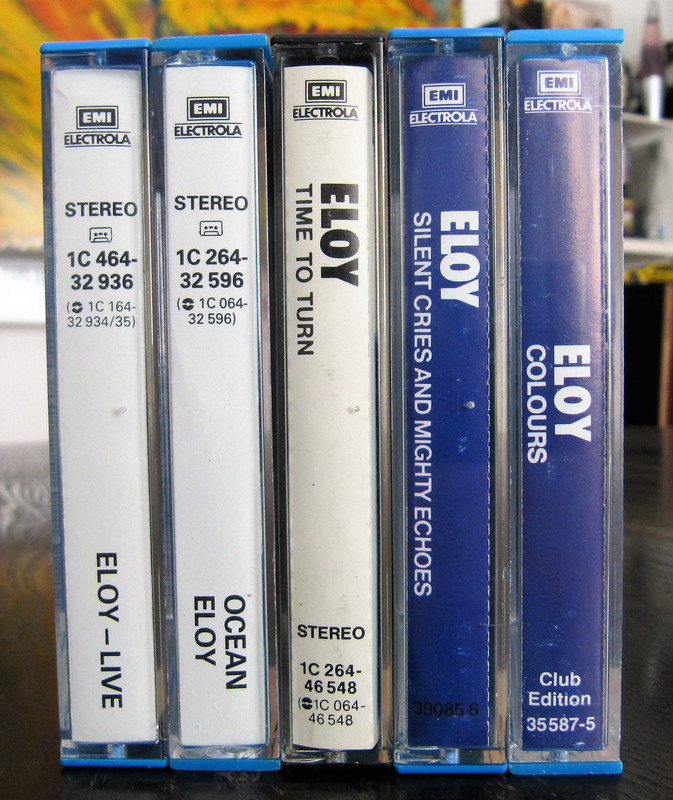 EMI
ELECTROLA
STEREO
1C 464-
32 936
(1C 164-
32 934/35)
ELOY – LIVE
EMI
ELECTROLA
STEREO
1C 264-
32 596
(1C 064-
32 596)
OCEAN
ELOY
EMI
ELECTROLA
ELOY
TIME TO TURN
STEREO
1C 264-
46 548
(1C 064-
46 548
EMI
ELECTROLA
ELOY
SILENT CRIES AND MIGHTY ECHOES
39085 6
EMI
ELECTROLA
ELOY
COLOURS
Club
Edition
35587-5